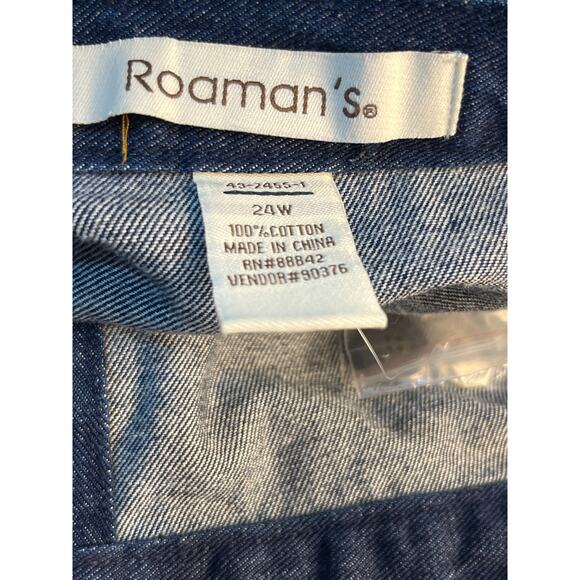 Roaman's®
43-2455-1
24W
100% COTTON
MADE IN CHINA
RN#88842
VENDOR#90376